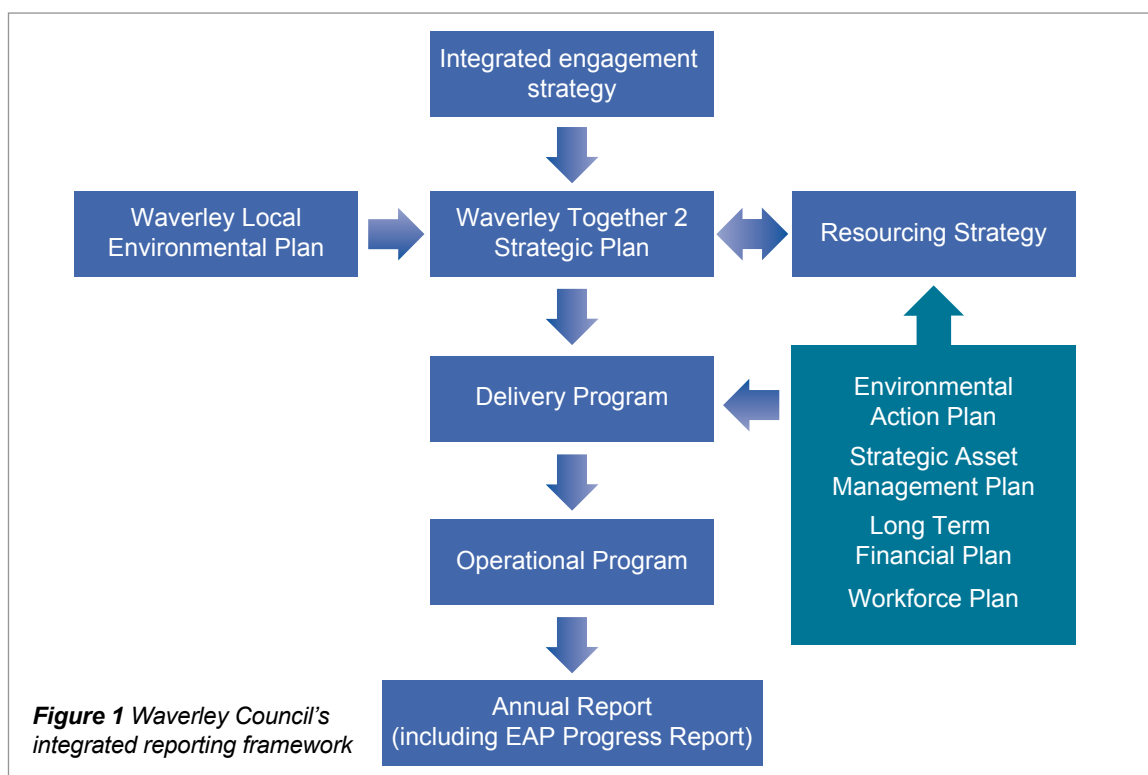 Integrated engagement
strategy
Waverley Local
Environmental Plan
Waverley Together 2
Strategic Plan
Resourcing Strategy
Delivery Program
Environmental
Action Plan
Strategic Asset
Management Plan
Long Term
Financial Plan
Workforce Plan
Operational Program
Annual Report
(including EAP Progress Report)
Figure 1 Waverley Council's
integrated reporting framework